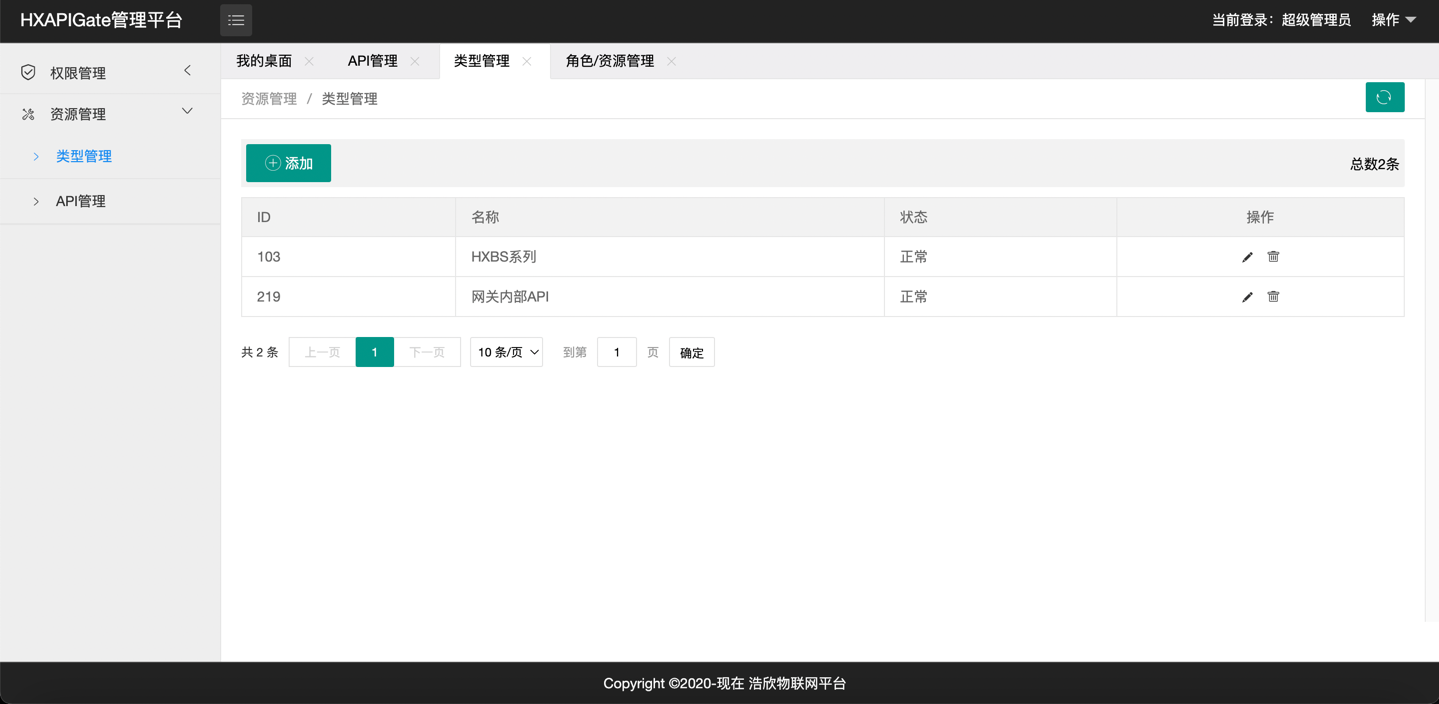 HXAPIGate管理平台
当前登录：超级管理员
操作
权限管理
资源管理
类型管理
API管理
我的桌面
API管理
类型管理
角色/资源管理
资源管理 / 类型管理
添加
总数2条
ID 名称 状态 操作
103 HXBS系列 正常
219 网关内部API 正常
共 2 条 上一页 1 下一页 10 条/页 到第 1 页 确定
Copyright ©2020-现在 浩欣物联网平台